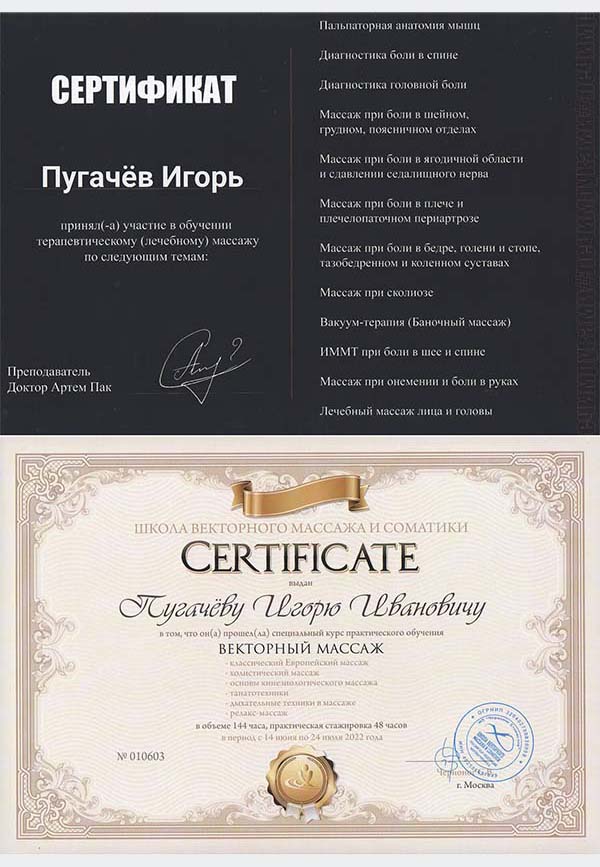 СЕРТИФИКАТ
Пугачёв Игорь
принял(-а) участие в обучении
терапевтическому (лечебному) массажу
по следующим темам:
Преподаватель
Доктор Артем Пак
Пальпаторная анатомия мышц
Диагностика боли в спине
Диагностика головной боли
Массаж при боли в шейном,
грудном, поясничном отделах
Массаж при боли в ягодичной области
и сдавлении седалищного нерва
Массаж при боли в плече и
плечелопаточном периартрозе
Массаж при боли в бедре, голени и стопе,
тазобедренном и коленном суставах
Массаж при сколиозе
Вакуум-терапия (Баночный массаж)
ИММТ при боли в шее и спине
Массаж при онемении и боли в руках
Лечебный массаж лица и головы
ШКОЛА ВЕКТОРНОГО МАССАЖА И СОМАТИКИ
CERTIFICATE
выдан
Пугачёву Игорю Ивановичу
в том, что он(а) прошел(ла) специальный курс практического обучения
ВЕКТОРНЫЙ МАССАЖ
- классический Европейский массаж
- холистический массаж
- основы кинезиологического массажа
- танатотехники
- дыхательные техники в массаже
- релакс-массаж
в объеме 144 часа, практическая стажировка 48 часов
в период с 14 июня по 24 июля 2022 года
№ 010603
г. Москва